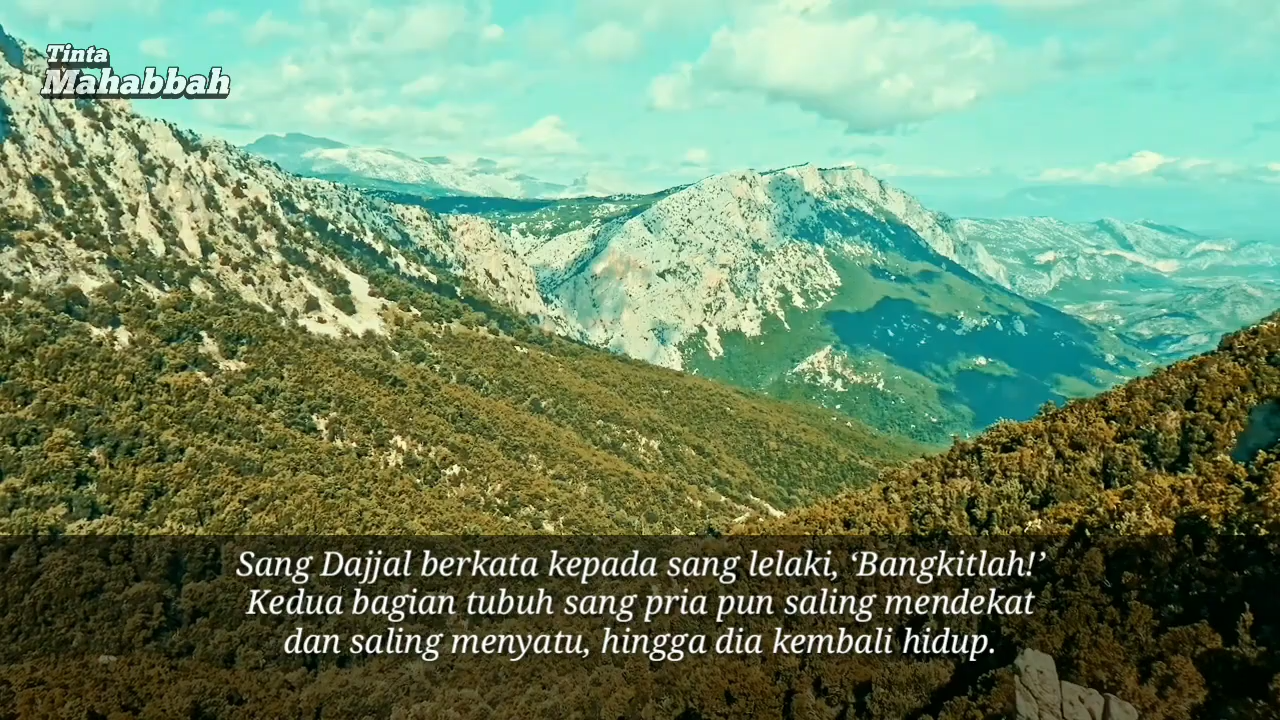 Tinta
Mahabbah
Sang Dajjal berkata kepada sang lelaki, ‘Bangkitlah!’
Kedua bagian tubuh sang pria pun saling mendekat
dan saling menyatu, hingga dia kembali hidup.